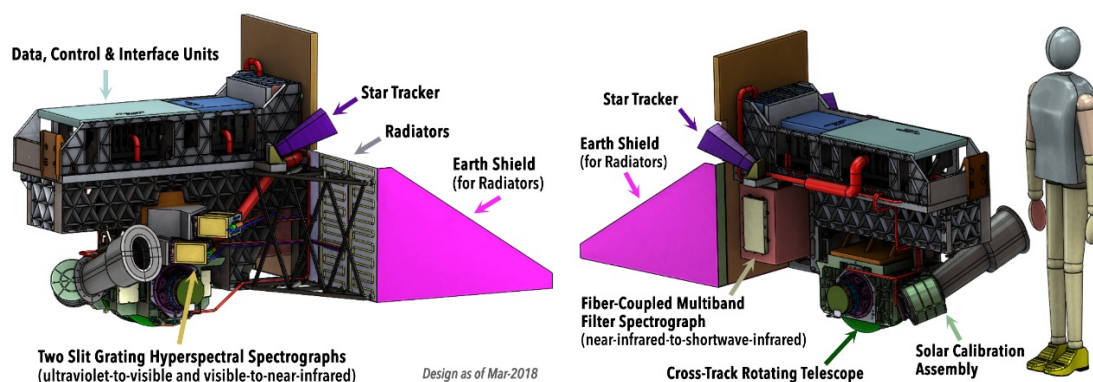 Data, Control & Interface Units
Star Tracker
Radiators
Earth Shield
(for Radiators)
Two Slit Grating Hyperspectral Spectrographs
(ultraviolet-to-visible and visible-to-near-infrared)
Design as of Mar-2018
Star Tracker
Earth Shield
(for Radiators)
Fiber-Coupled Multiband
Filter Spectrograph
(near-infrared-to-shortwave-infrared)
Cross-Track Rotating Telescope
Solar Calibration
Assembly